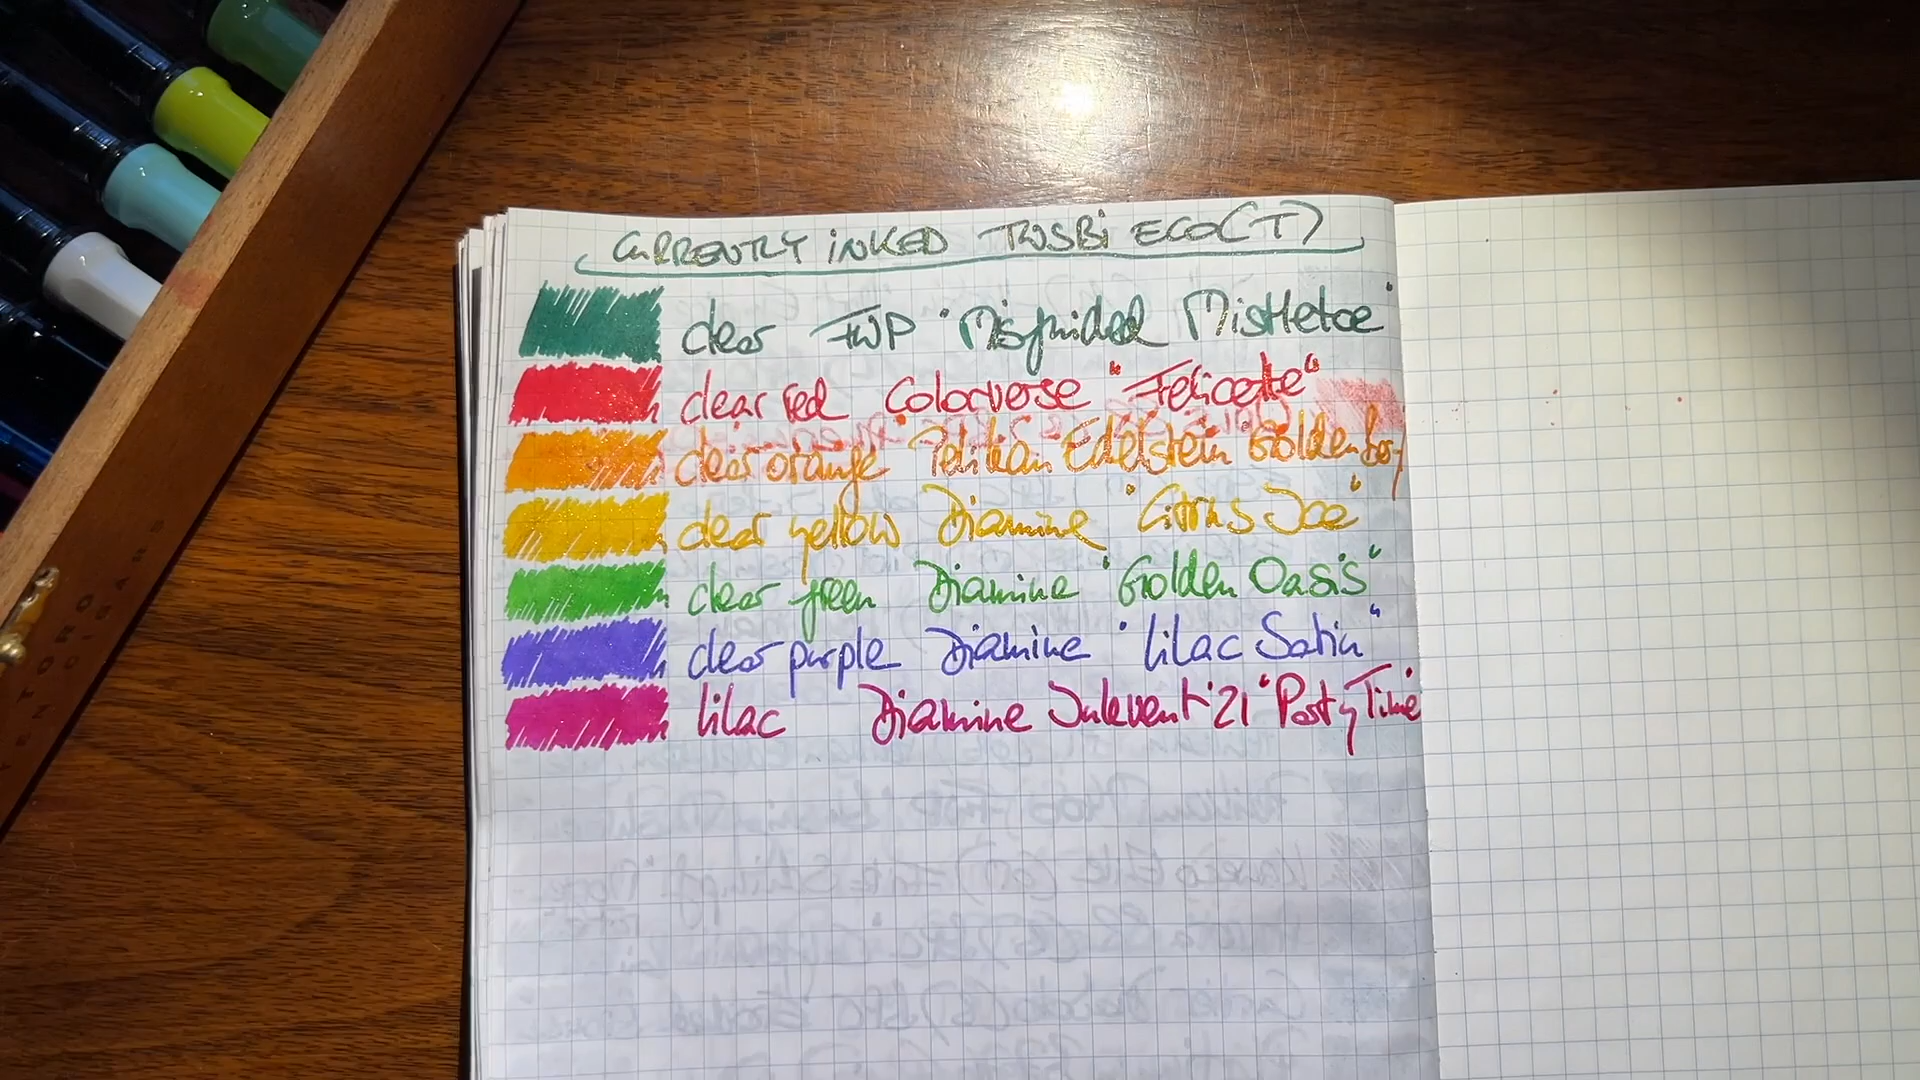 CURRENTLY INKED TWSBI ECO(T)
clear FWP "Misguided Mistletoe"
clear red Colorverse "Felicette"
clear orange Pelikan Edelstein "Golden Beryl
clear yellow Diamine "Citrus Ice"
clear green Diamine "Golden Oasis"
clear purple Diamine "Lilac Satin"
lilac Diamine Inkvent '21 "Party Time